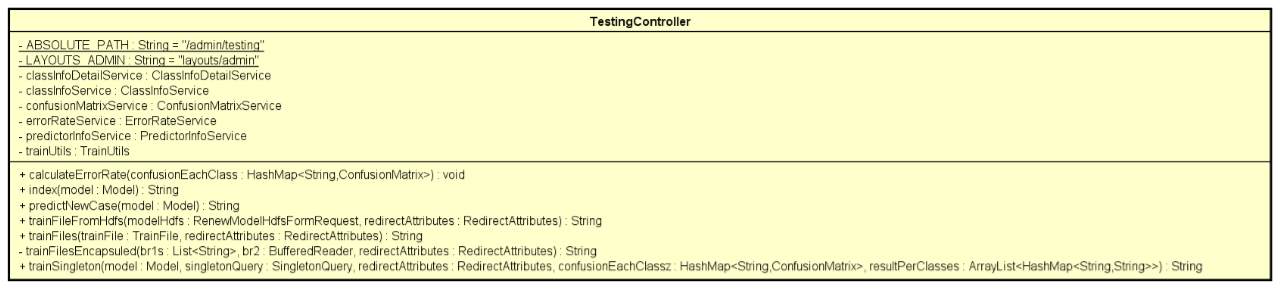 TestingController
- ABSOLUTE_PATH : String = "/admin/testing"
- LAYOUTS_ADMIN : String = "layouts/admin"
- classInfoDetailService : ClassInfoDetailService
- classInfoService : ClassInfoService
- confusionMatrixService : ConfusionMatrixService
- errorRateService : ErrorRateService
- predictorInfoService : PredictorInfoService
- trainUtils : TrainUtils
+ calculateErrorRate(confusionEachClass : HashMap<String,ConfusionMatrix>) : void
+ index(model : Model) : String
+ predictNewCase(model : Model) : String
+ trainFileFromHdfs(modelHdfs : RenewModelHdfsFormRequest, redirectAttributes : RedirectAttributes) : String
+ trainFiles(trainFile : TrainFile, redirectAttributes : RedirectAttributes) : String
- trainFilesEncapsuled(br1s : List<String>, br2 : BufferedReader, redirectAttributes : RedirectAttributes) : String
+ trainSingleton(model : Model, singletonQuery : SingletonQuery, redirectAttributes : RedirectAttributes, confusionEachClassz : HashMap<String,ConfusionMatrix>, resultPerClasses : ArrayList<HashMap<String,String>>) : String